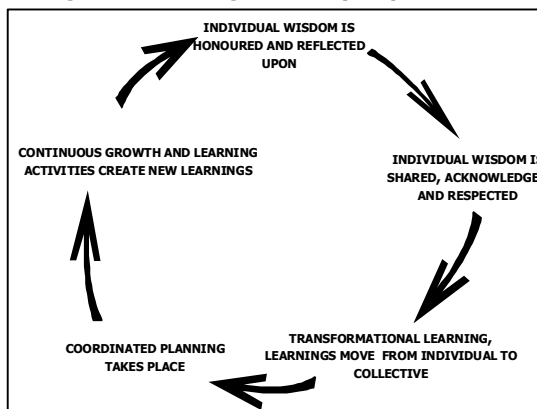 INDIVIDUAL WISDOM IS
HONOURED AND REFLECTED
UPON
INDIVIDUAL WISDOM IS
SHARED, ACKNOWLEDGE
AND RESPECTED
TRANSFORMATIONAL LEARNING,
LEARNINGS MOVE FROM INDIVIDUAL TO
COLLECTIVE
COORDINATED PLANNING
TAKES PLACE
CONTINUOUS GROWTH AND LEARNING
ACTIVITIES CREATE NEW LEARNINGS